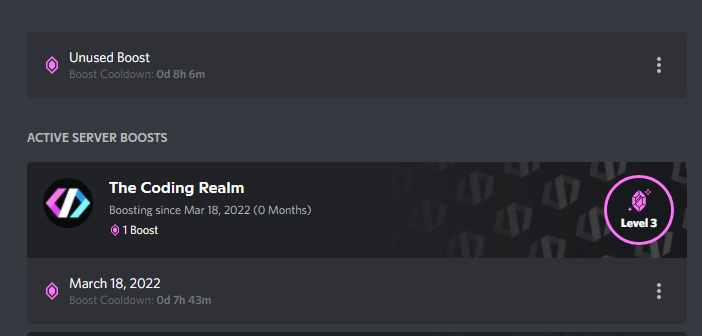 Unused Boost
Boost Cooldown: 0d 8h 6m
ACTIVE SERVER BOOSTS
The Coding Realm
Boosting since Mar 18, 2022 (0 Months)
1 Boost
Level 3
March 18, 2022
Boost Cooldown: 0d 7h 43m